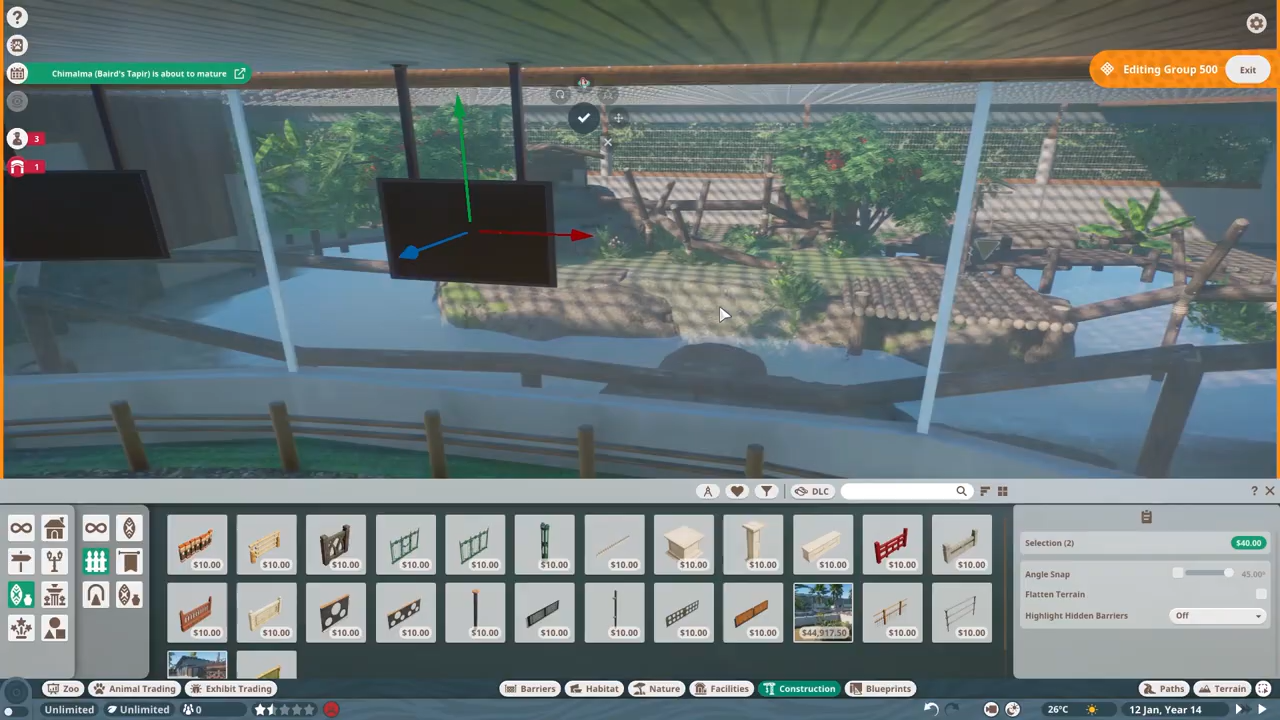 ?
Chimalma (Baird's Tapir) is about to mature
3
1
Editing Group 500
Exit
DLC
?
$10.00 $10.00 $10.00 $10.00 $10.00 $10.00 $10.00 $10.00 $10.00 $10.00 $10.00 $10.00
$10.00 $10.00 $10.00 $10.00 $10.00 $10.00 $10.00 $10.00 $10.00 $44,917.50 $10.00 $10.00
Selection (2) $40.00
Angle Snap 45.00°
Flatten Terrain
Highlight Hidden Barriers Off
Zoo Animal Trading Exhibit Trading Barriers Habitat Nature Facilities Construction Blueprints Paths Terrain
Unlimited Unlimited 0 26°C 12 Jan, Year 14